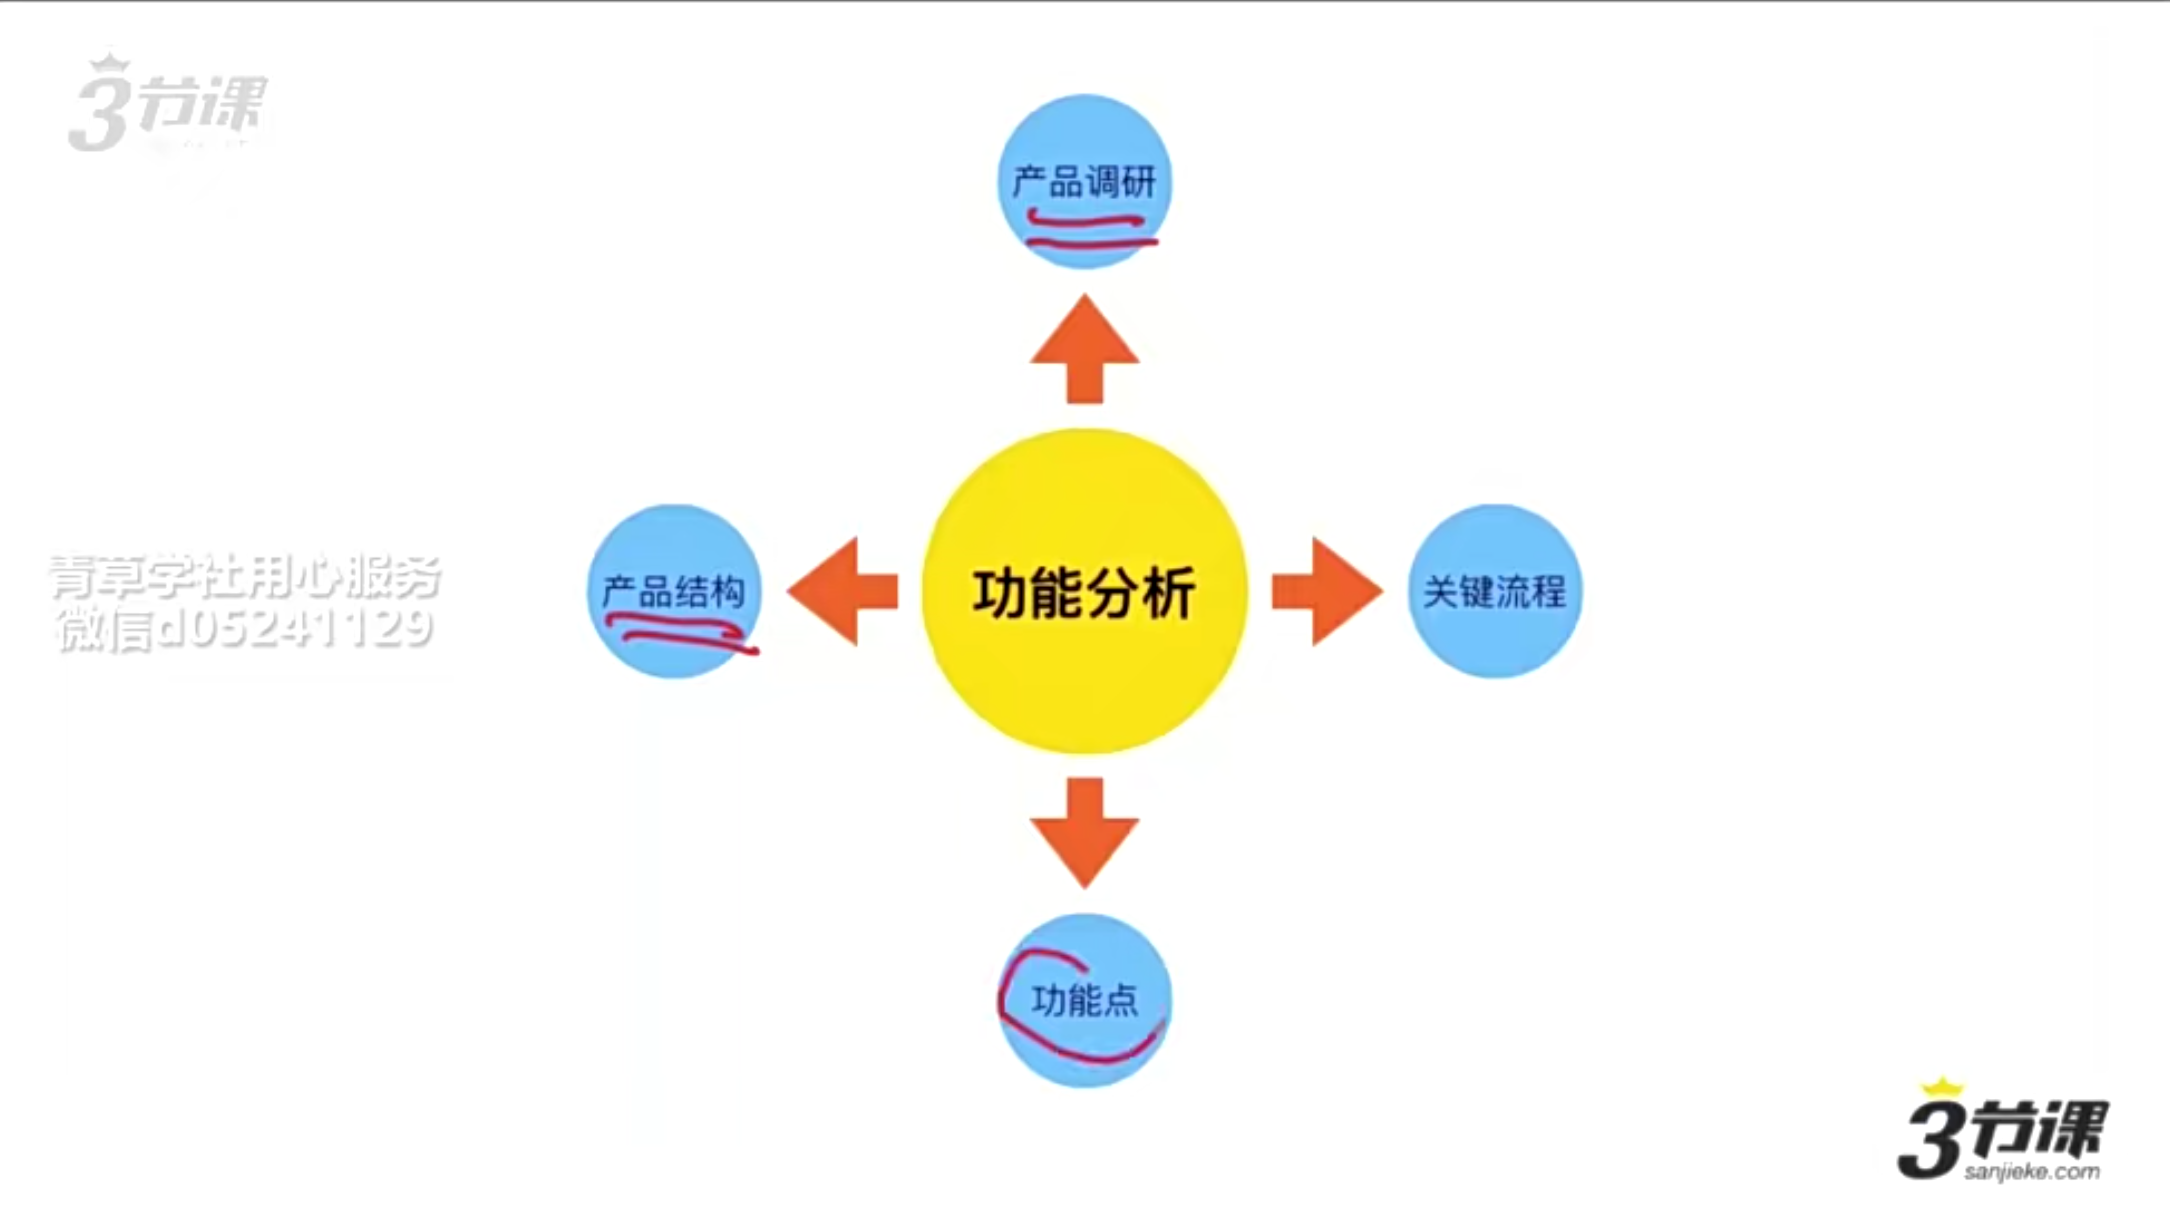 3节课
产品调研
青草学社用心服务
微信d05241129
产品结构
功能分析
关键流程
功能点
3节课
sanjieke.com